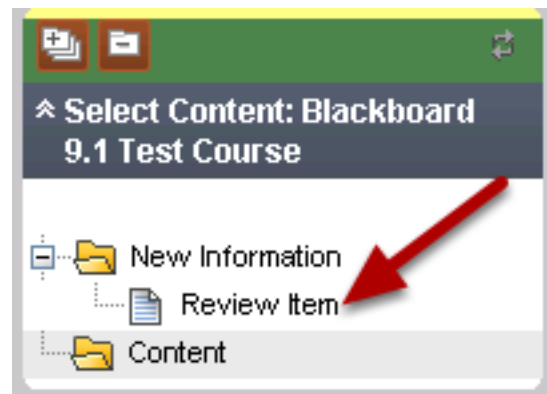 Select Content: Blackboard
9.1 Test Course
New Information
Review Item
Content